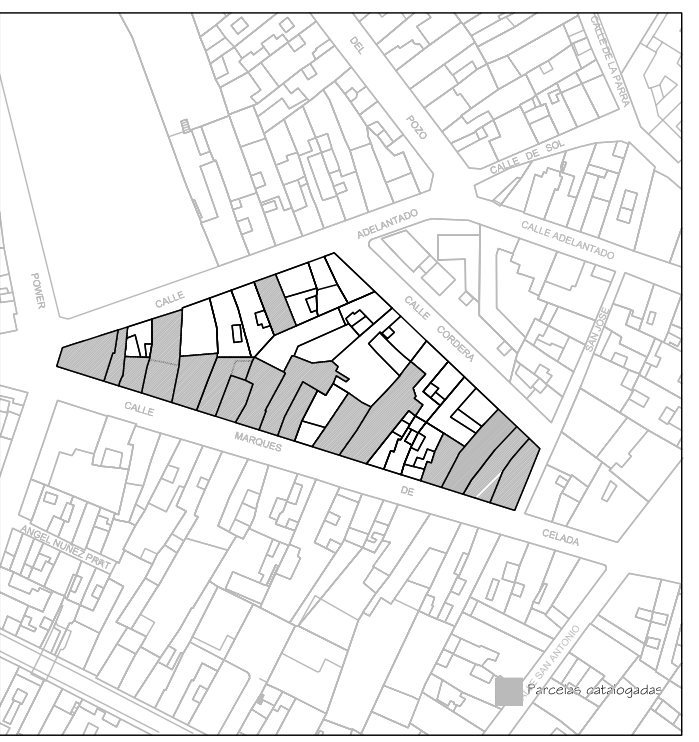 CALLE DE LA PARRA
DEL
POZO
CALLE DE SOL
ADELANTADO
CALLE ADELANTADO
POWER
CALLE
CALLE CORDERA
SAN JOSE
CALLE
MARQUES
DE
CELADA
ANGEL NUÑEZ PRAT
SAN ANTONIO
Parcelas catalogadas